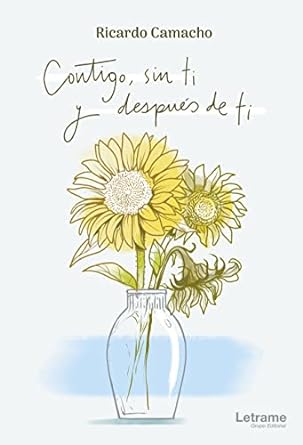 Ricardo Camacho
Contigo, sin ti
y después de ti
Letrame
Grupo Editorial